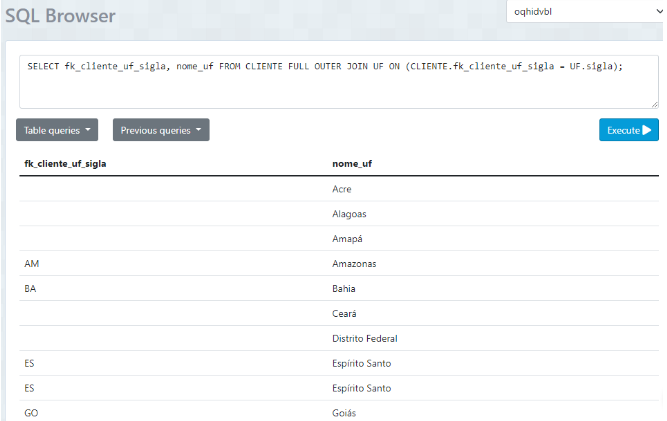 SQL Browser
oqhidvbl
SELECT fk_cliente_uf_sigla, nome_uf FROM CLIENTE FULL OUTER JOIN UF ON (CLIENTE.fk_cliente_uf_sigla = UF.sigla);
Table queries Previous queries Execute
fk_cliente_uf_sigla nome_uf
Acre
Alagoas
Amapá
AM Amazonas
BA Bahia
Ceará
Distrito Federal
ES Espírito Santo
ES Espírito Santo
GO Goiás